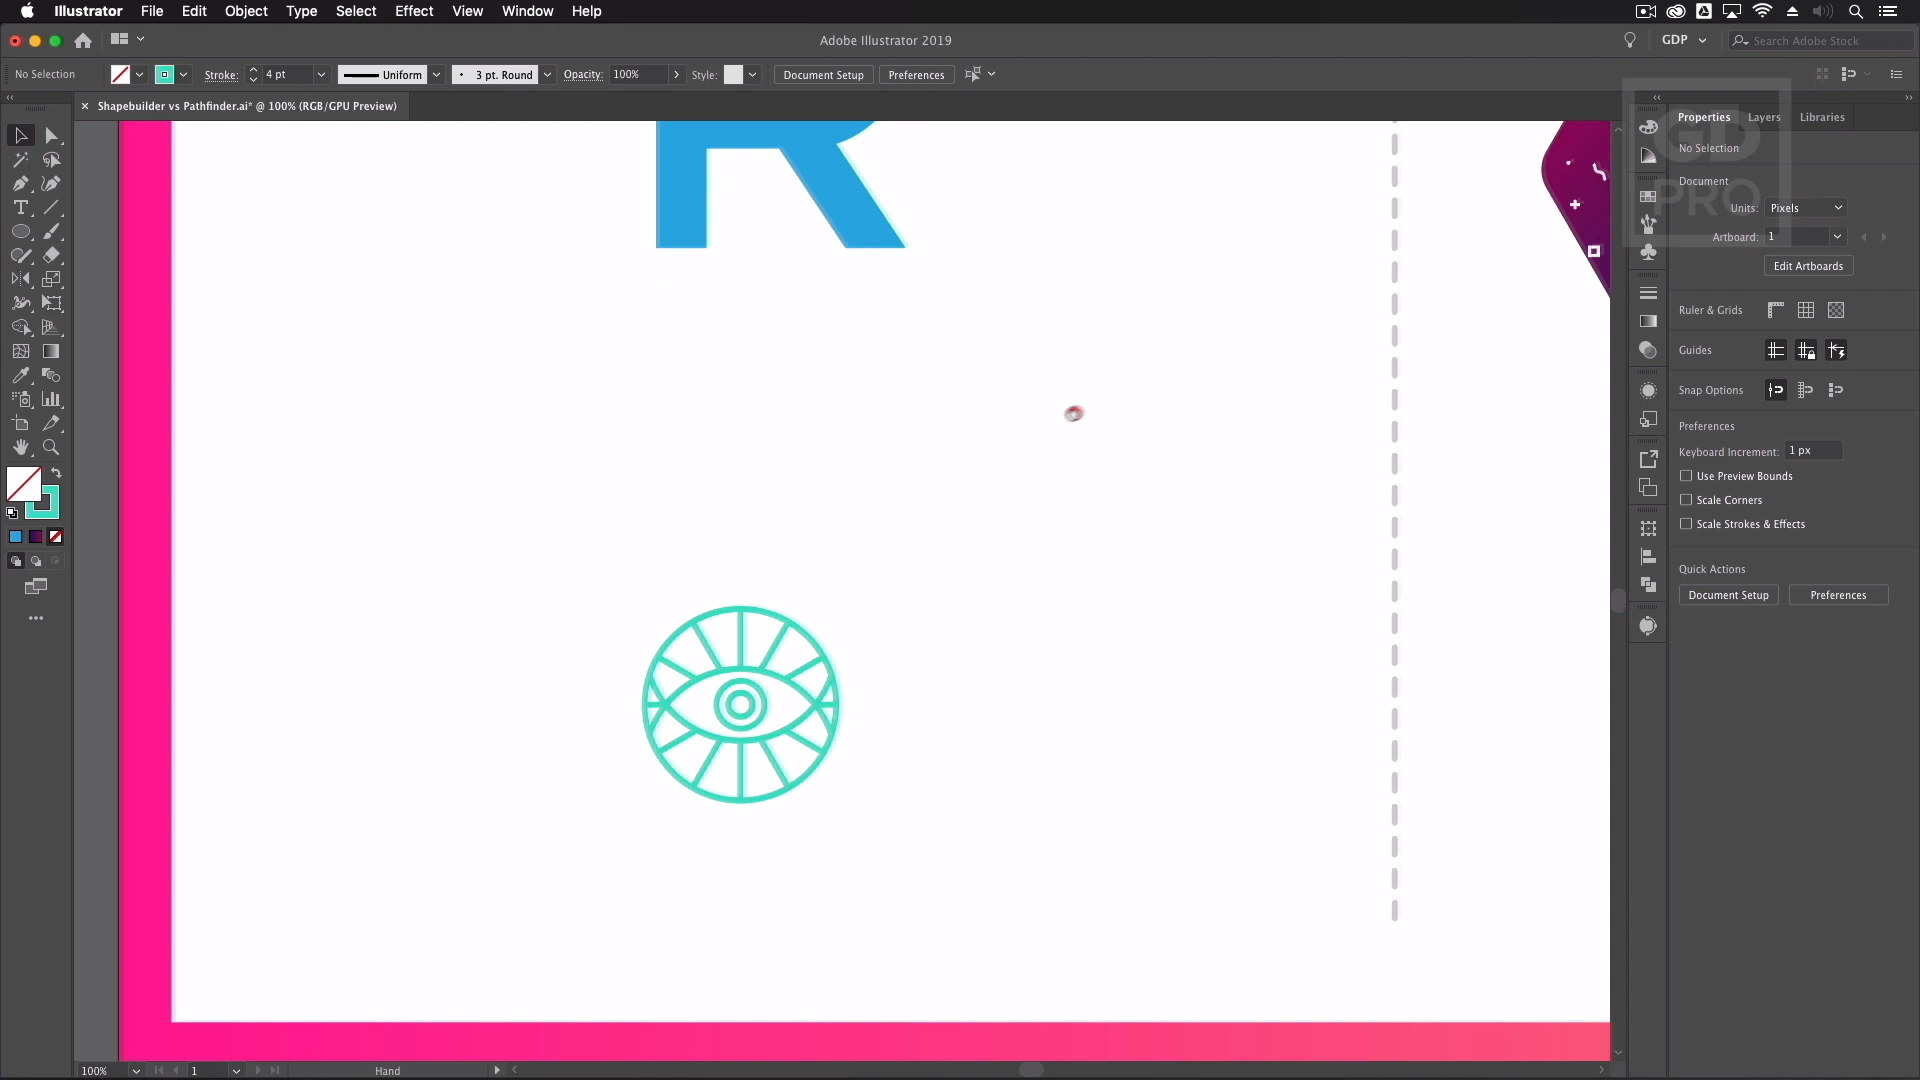 Illustrator File Edit Object Type Select Effect View Window Help
Adobe Illustrator 2019
GDP
Search Adobe Stock
No Selection
Stroke: 4 pt
Uniform
3 pt. Round
Opacity: 100%
Style:
Document Setup
Preferences
Shapebuilder vs Pathfinder.ai* @ 100% (RGB/GPU Preview)
R
GD
PRO
Properties Layers Libraries
No Selection
Document
Units: Pixels
Artboard: 1
Edit Artboards
Ruler & Grids
Guides
Snap Options
Preferences
Keyboard Increment: 1 px
Use Preview Bounds
Scale Corners
Scale Strokes & Effects
Quick Actions
Document Setup
Preferences
100%
1
Hand